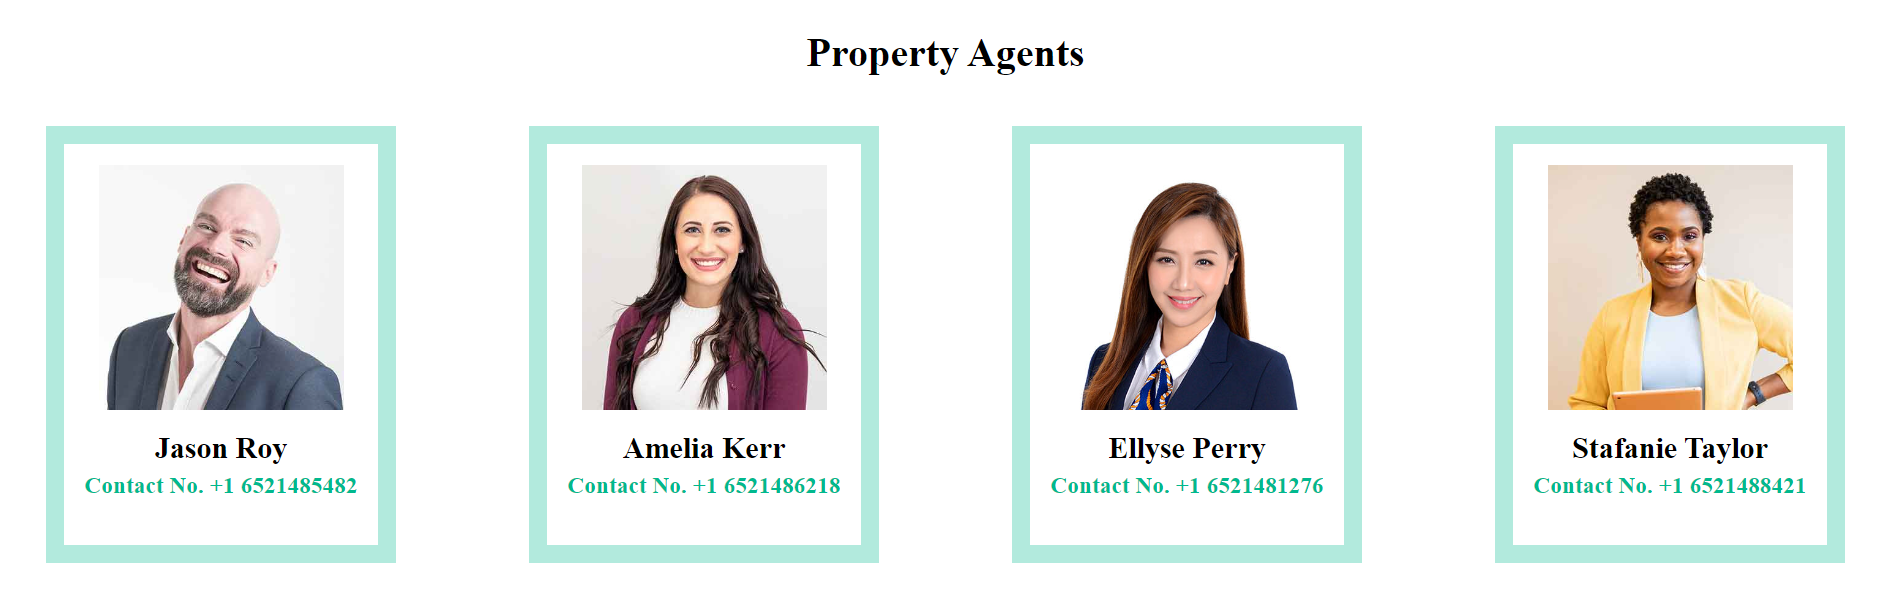 Property Agents
Jason Roy
Contact No. +1 6521485482
Amelia Kerr
Contact No. +1 6521486218
Ellyse Perry
Contact No. +1 6521481276
Stafanie Taylor
Contact No. +1 6521488421